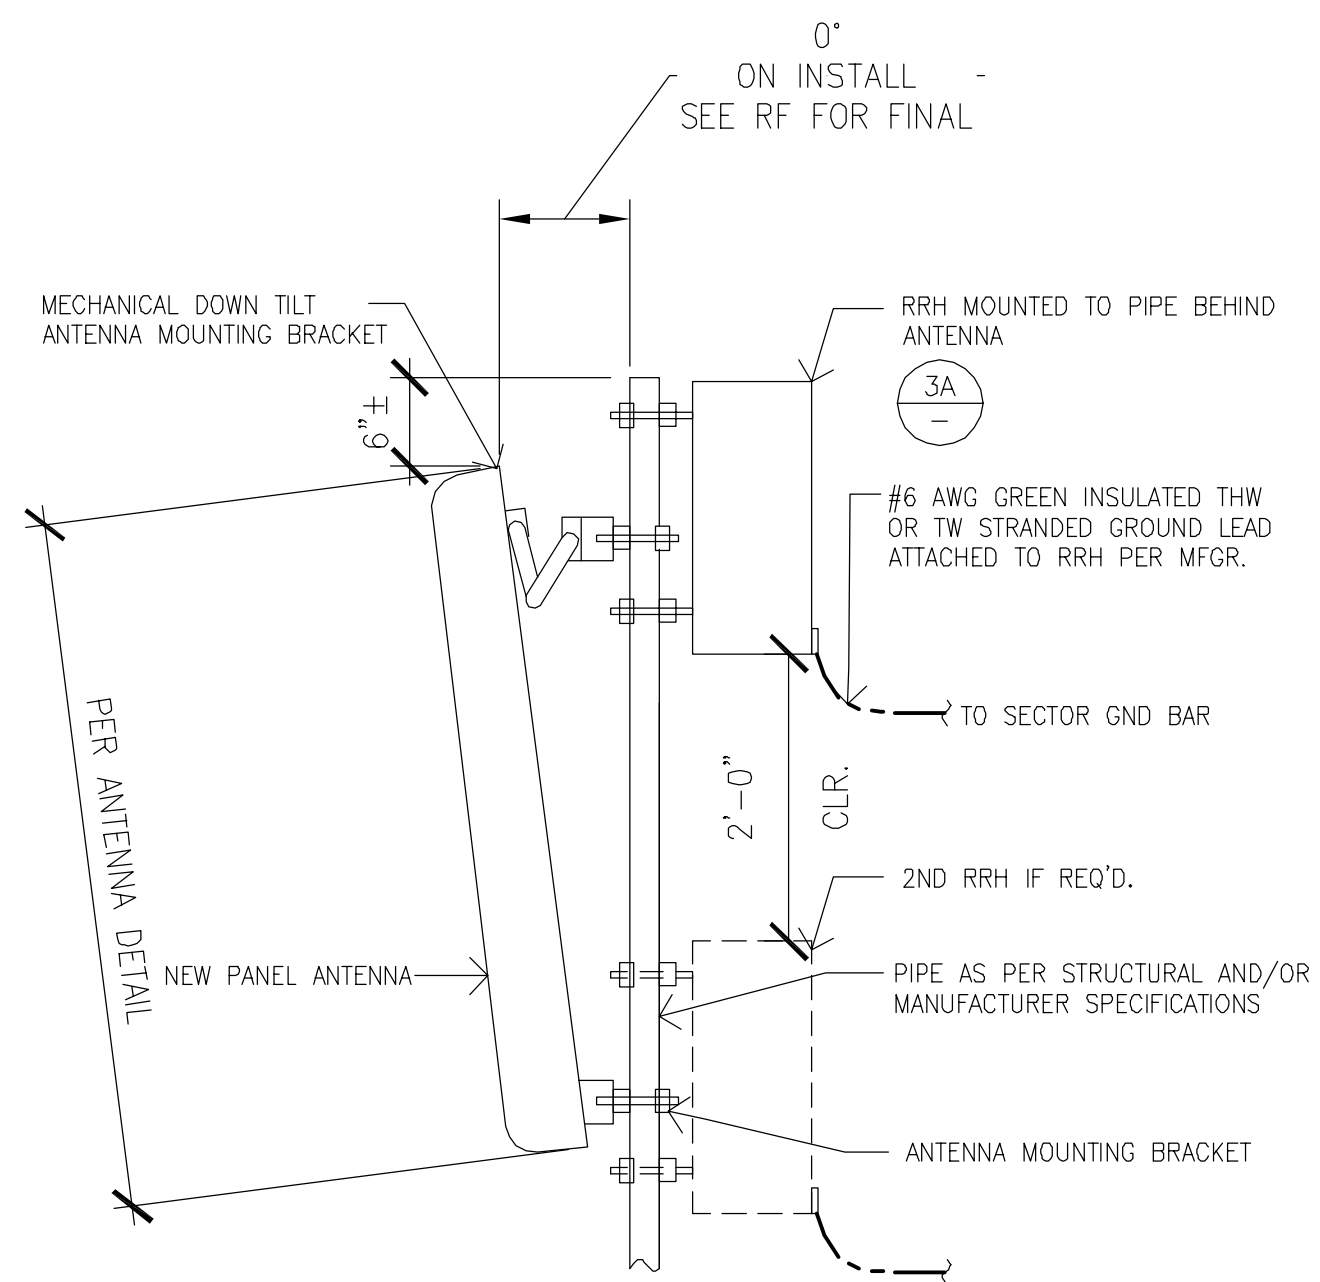 0°
ON INSTALL -
SEE RF FOR FINAL
MECHANICAL DOWN TILT
ANTENNA MOUNTING BRACKET
RRH MOUNTED TO PIPE BEHIND
ANTENNA
3A
-
6"±
#6 AWG GREEN INSULATED THW
OR TW STRANDED GROUND LEAD
ATTACHED TO RRH PER MFGR.
TO SECTOR GND BAR
PER ANTENNA DETAIL
2'-0"
CLR.
2ND RRH IF REQ'D.
NEW PANEL ANTENNA
PIPE AS PER STRUCTURAL AND/OR
MANUFACTURER SPECIFICATIONS
ANTENNA MOUNTING BRACKET